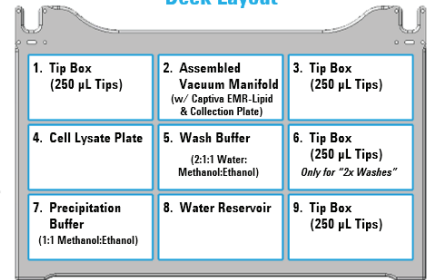 Deck Layout
1. Tip Box
(250 µL Tips)
2. Assembled
Vacuum Manifold
(w/ Captiva EMR-Lipid
& Collection Plate)
3. Tip Box
(250 µL Tips)
4. Cell Lysate Plate
5. Wash Buffer
(2:1:1 Water:
Methanol:Ethanol)
6. Tip Box
(250 µL Tips)
Only for "2x Washes"
7. Precipitation
Buffer
(1:1 Methanol:Ethanol)
8. Water Reservoir
9. Tip Box
(250 µL Tips)